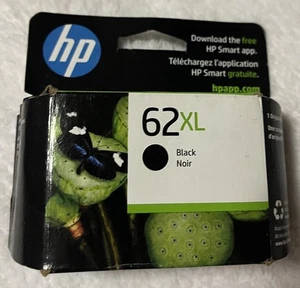 hp
Download the free
HP Smart app.
Téléchargez l'application
HP Smart gratuite.
hpapp.com
62XL
Black
Noir